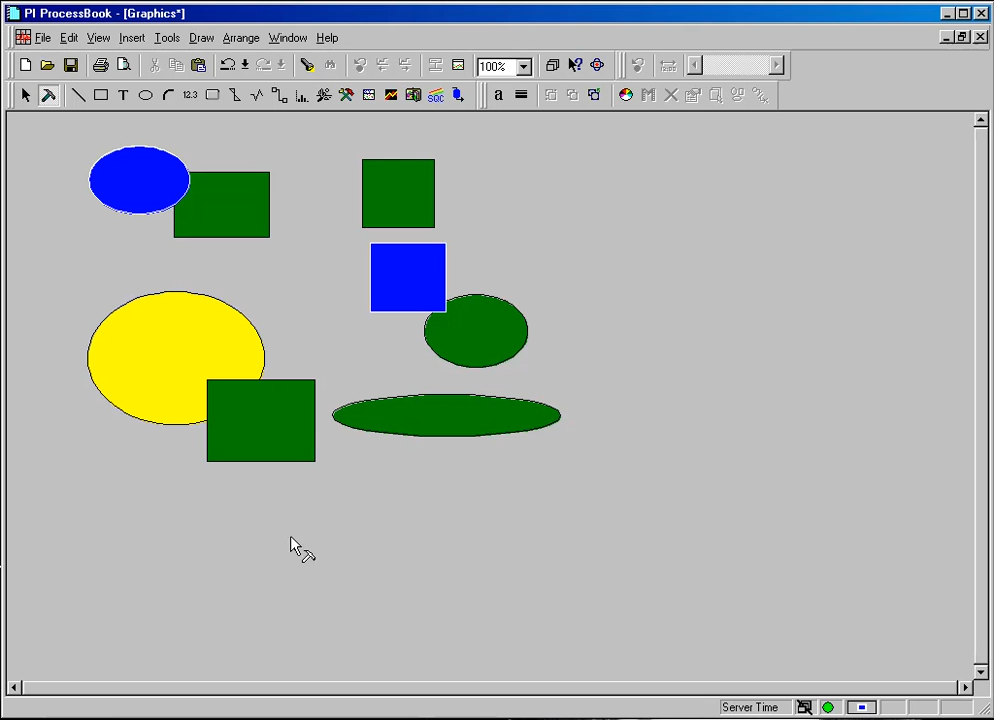 PI ProcessBook - [Graphics*]
File Edit View Insert Tools Draw Arrange Window Help
100%
T 12.3 SQC a
Server Time